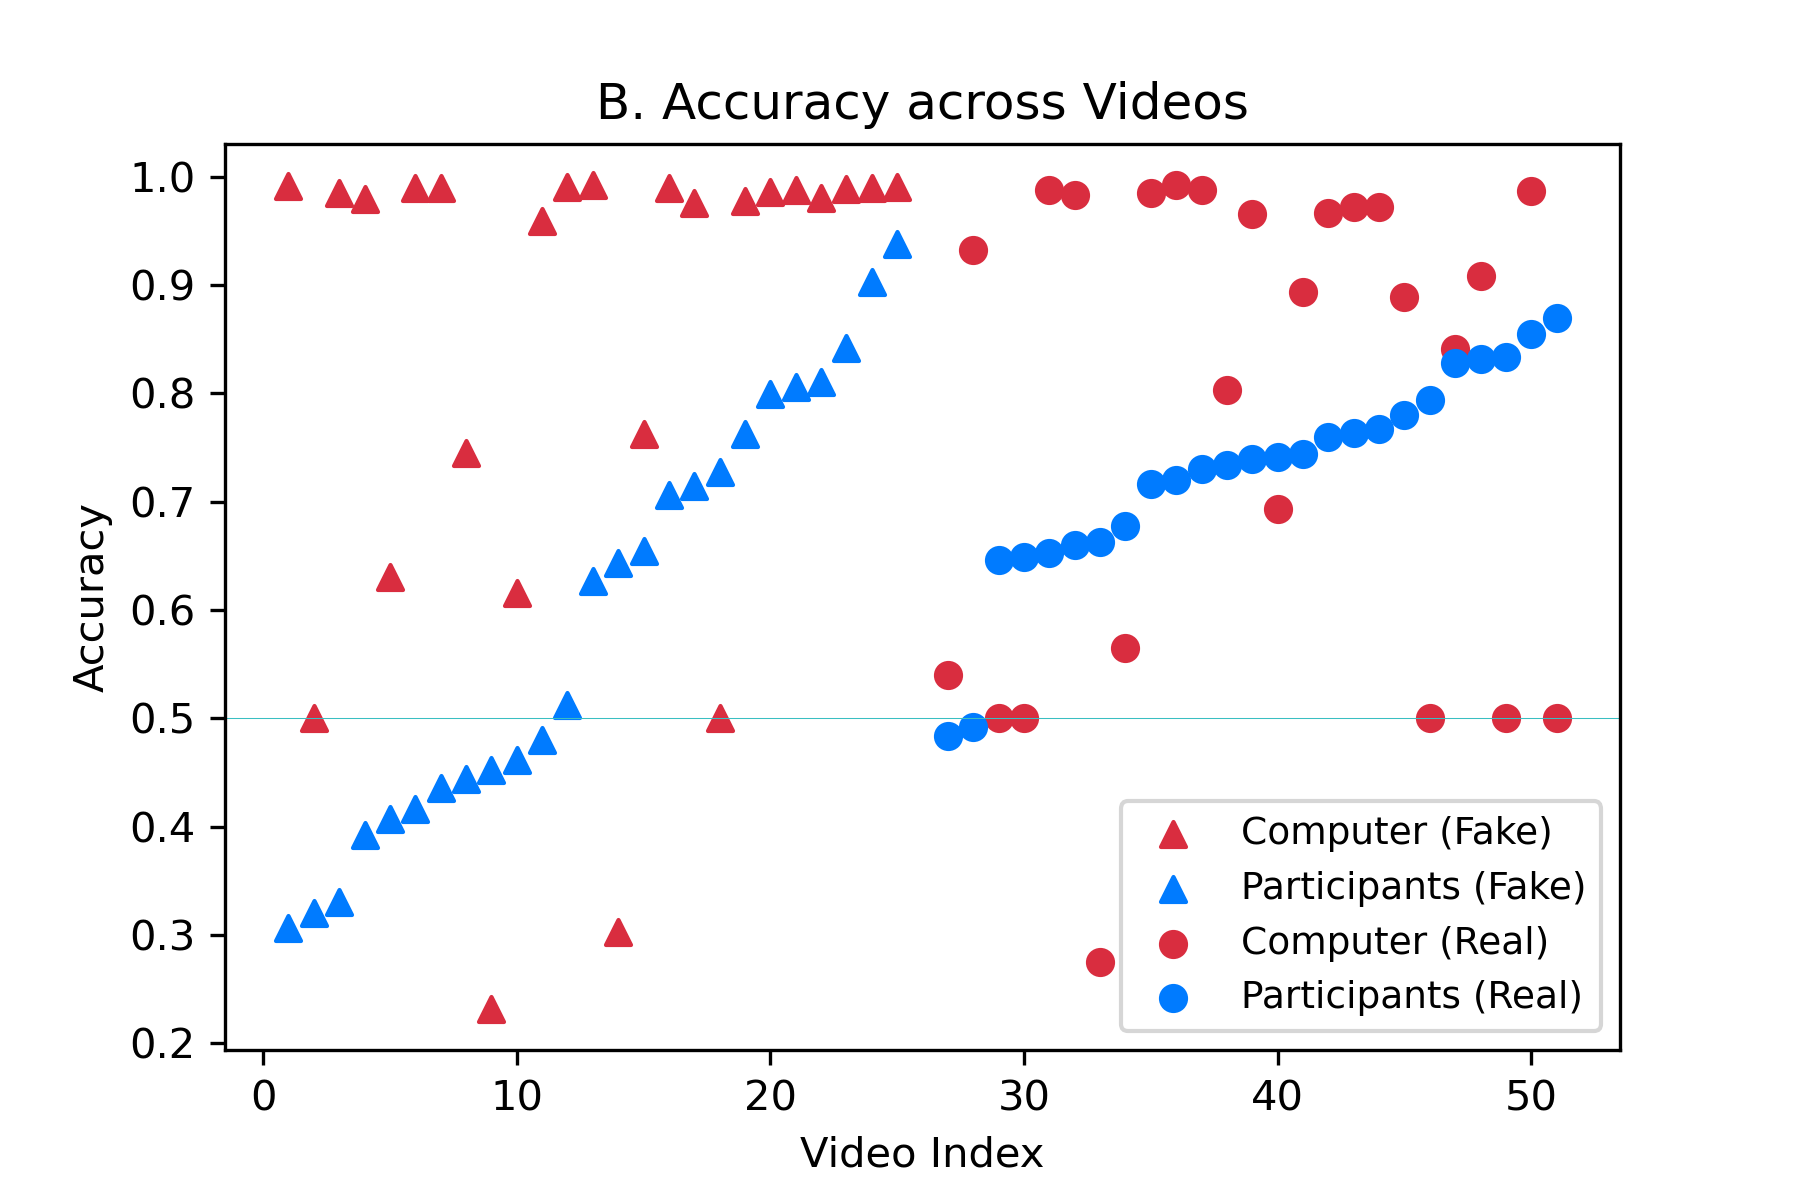 B. Accuracy across Videos
1.0
0.9
0.8
0.7
0.6
0.5
0.4
0.3
0.2
Accuracy
Computer (Fake)
Participants (Fake)
Computer (Real)
Participants (Real)
0 10 20 30 40 50
Video Index